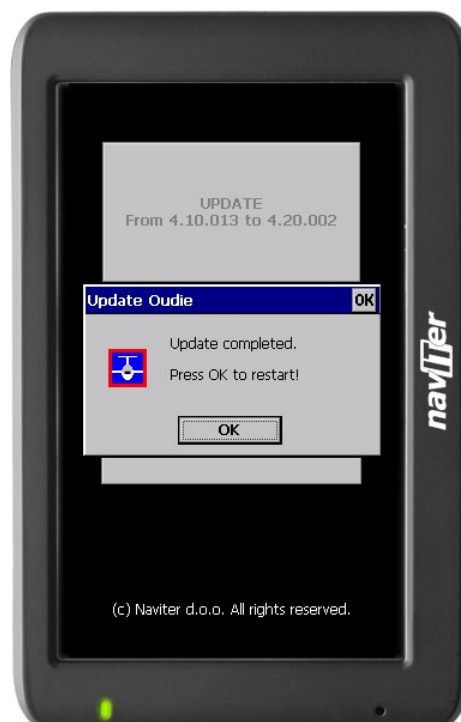 UPDATE
From 4.10.013 to 4.20.002
Update Oudie
OK
Update completed.
Press OK to restart!
OK
(c) Naviter d.o.o. All rights reserved.
naviter